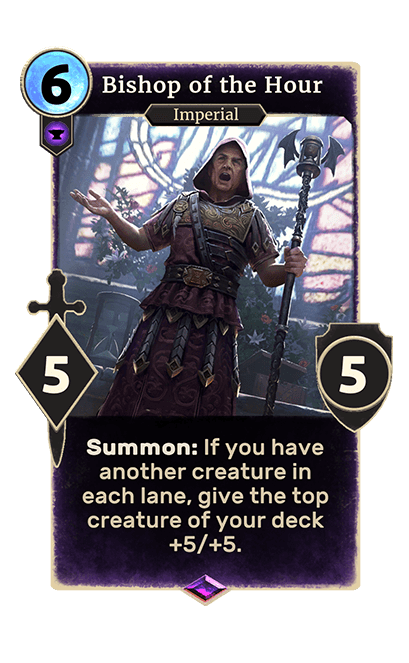 6
Bishop of the Hour
Imperial
5
5
Summon: If you have
another creature in
each lane, give the top
creature of your deck
+5/+5.